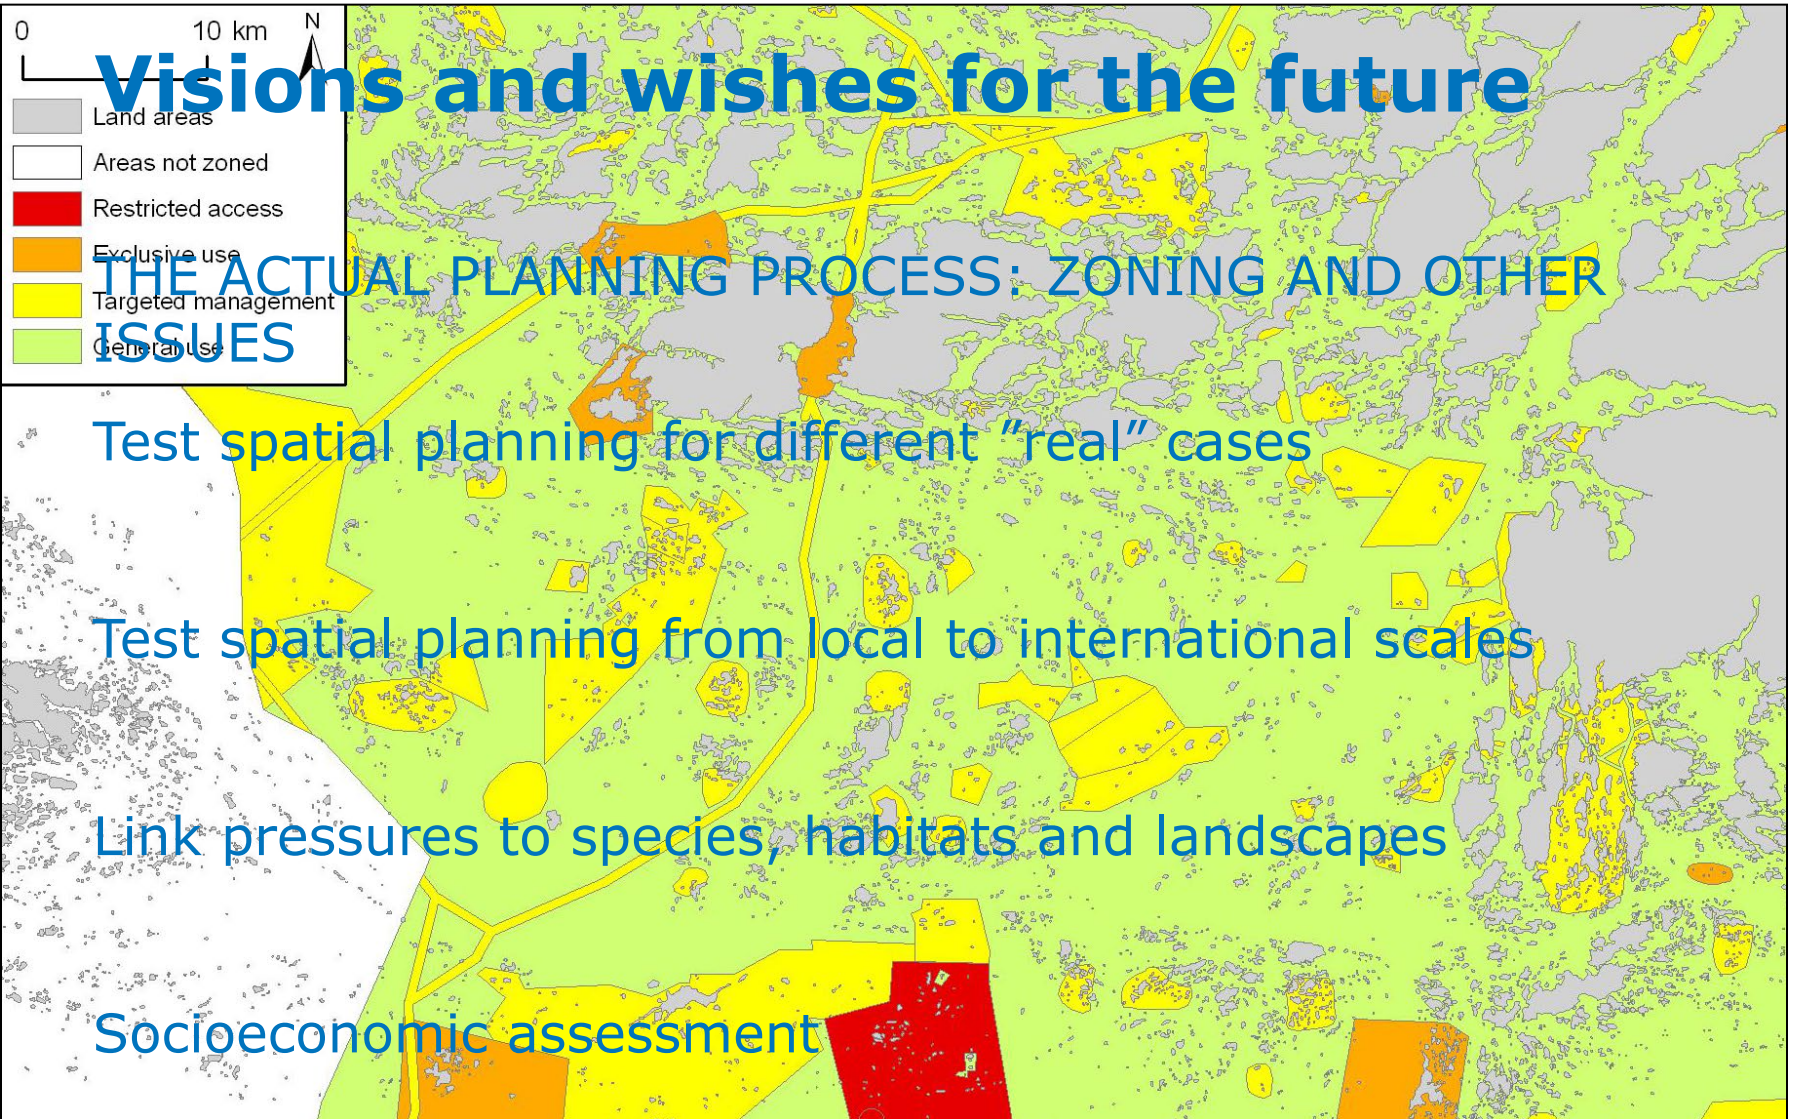 0 10 km N
Visions and wishes for the future
Land areas
Areas not zoned
Restricted access
Exclusive use
Targeted management
General use
THE ACTUAL PLANNING PROCESS: ZONING AND OTHER
ISSUES
Test spatial planning for different ”real” cases
Test spatial planning from local to international scales
Link pressures to species, habitats and landscapes
Socioeconomic assessment